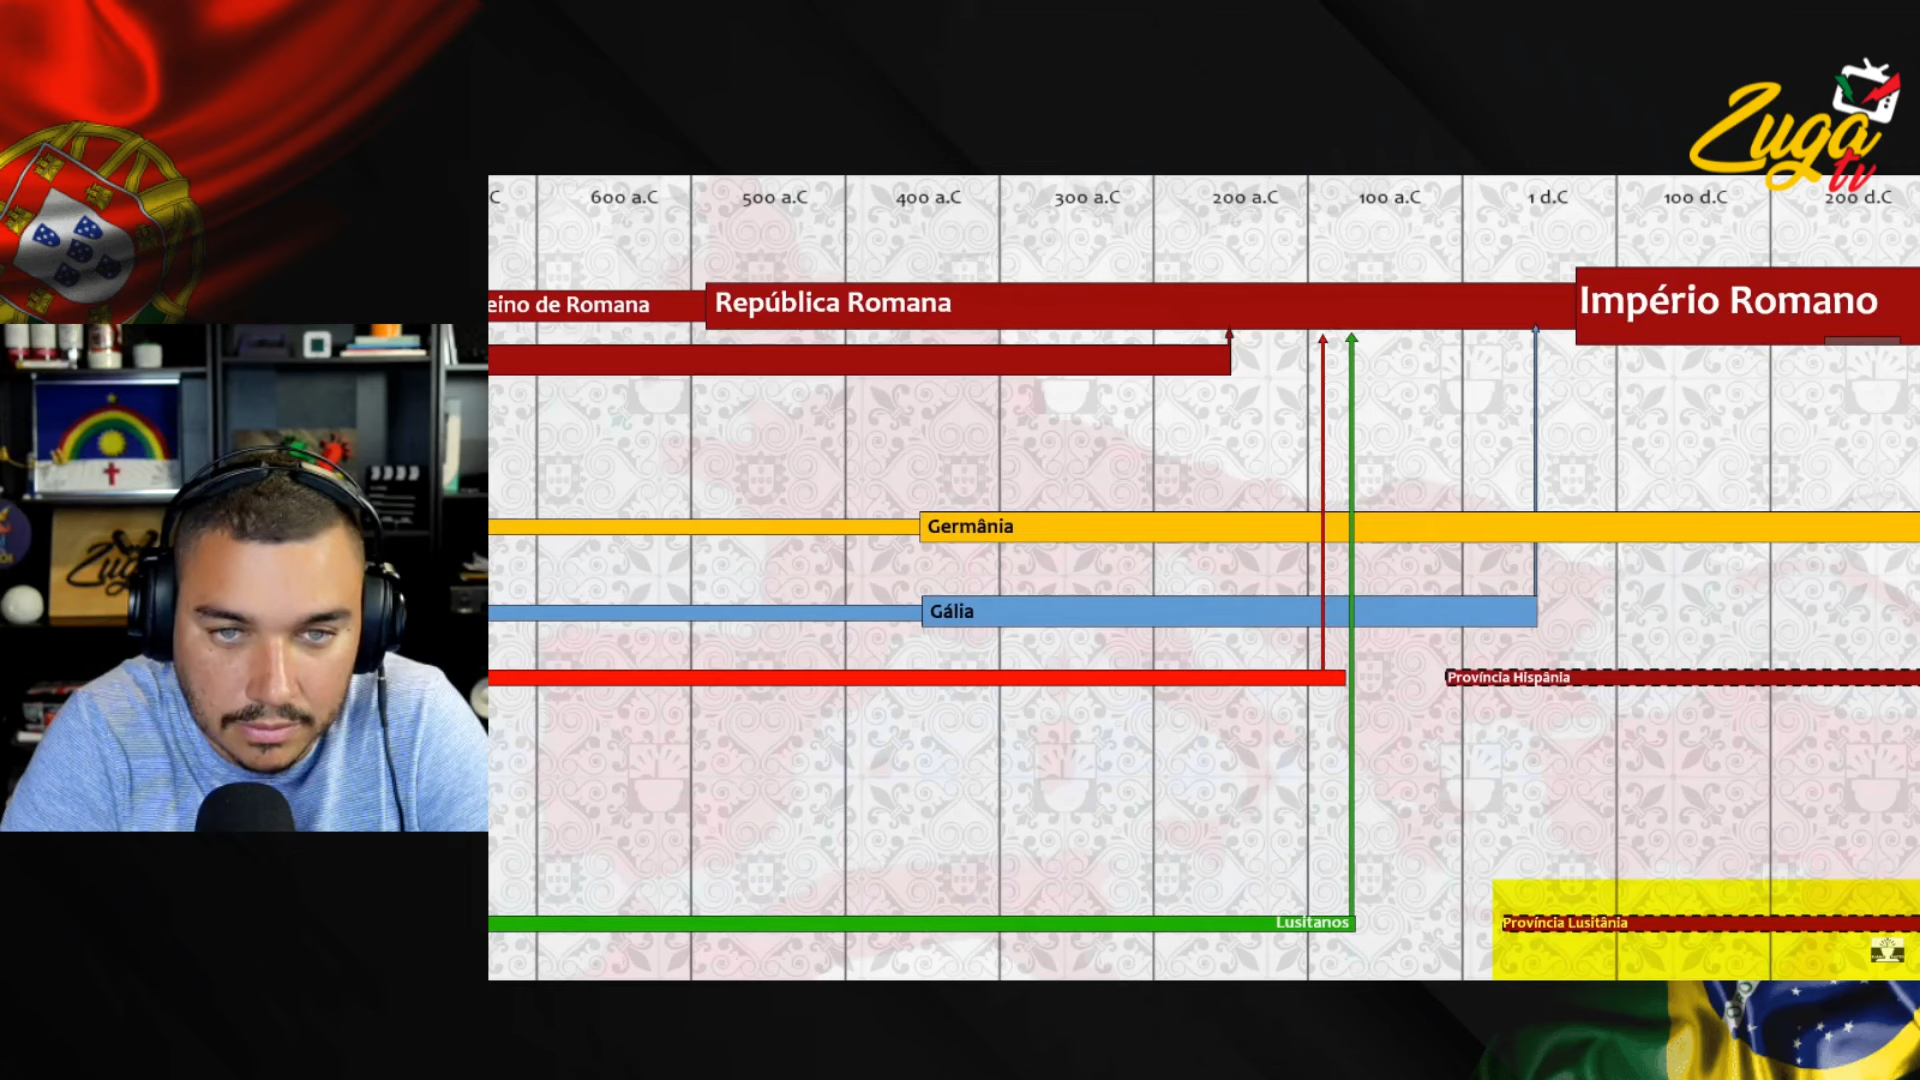 Zuga
tv
C 600 a.C 500 a.C 400 a.C 300 a.C 200 a.C 100 a.C 1 d.C 100 d.C 200 d.C
eino de Romana República Romana Império Romano
Germânia
Gália
Província Hispânia
Lusitanos Província Lusitânia